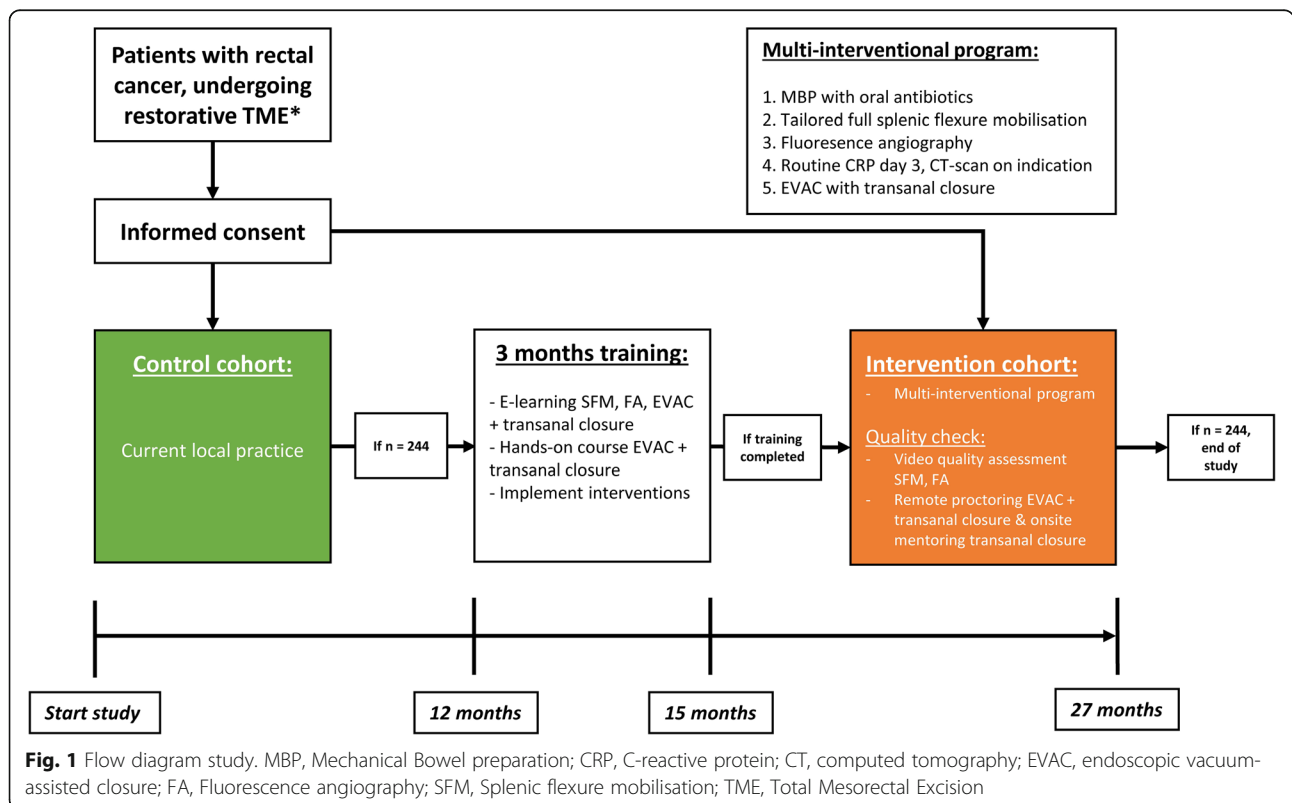 Patients with rectal
cancer, undergoing
restorative TME*
Multi-interventional program:
1. MBP with oral antibiotics
2. Tailored full splenic flexure mobilisation
3. Fluoresence angiography
4. Routine CRP day 3, CT-scan on indication
5. EVAC with transanal closure
Informed consent
Control cohort:
Current local practice
If n = 244
3 months training:
- E-learning SFM, FA, EVAC
+ transanal closure
- Hands-on course EVAC +
transanal closure
- Implement interventions
If training
completed
Intervention cohort:
- Multi-interventional program
Quality check:
- Video quality assessment
SFM, FA
- Remote proctoring EVAC +
transanal closure & onsite
mentoring transanal closure
If n = 244,
end of
study
Start study
12 months
15 months
27 months
Fig. 1 Flow diagram study. MBP, Mechanical Bowel preparation; CRP, C-reactive protein; CT, computed tomography; EVAC, endoscopic vacuum-
assisted closure; FA, Fluorescence angiography; SFM, Splenic flexure mobilisation; TME, Total Mesorectal Excision